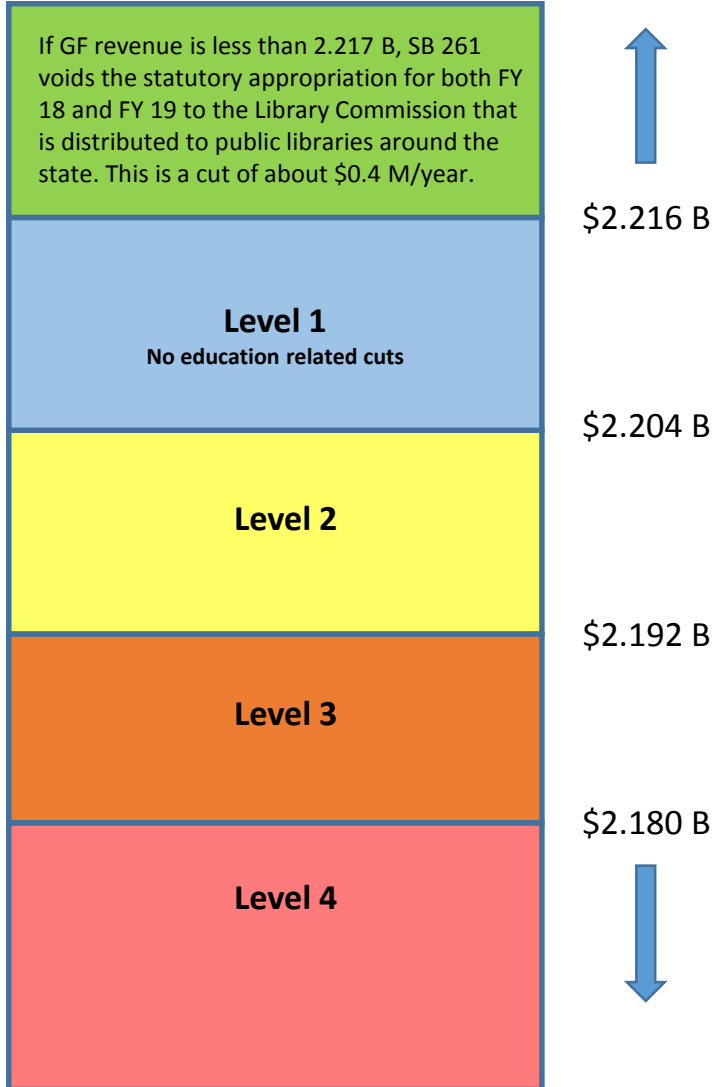 If GF revenue is less than 2.217 B, SB 261
voids the statutory appropriation for both FY
18 and FY 19 to the Library Commission that
is distributed to public libraries around the
state. This is a cut of about $0.4 M/year.
$2.216 B
Level 1
No education related cuts
$2.204 B
Level 2
$2.192 B
Level 3
$2.180 B
Level 4